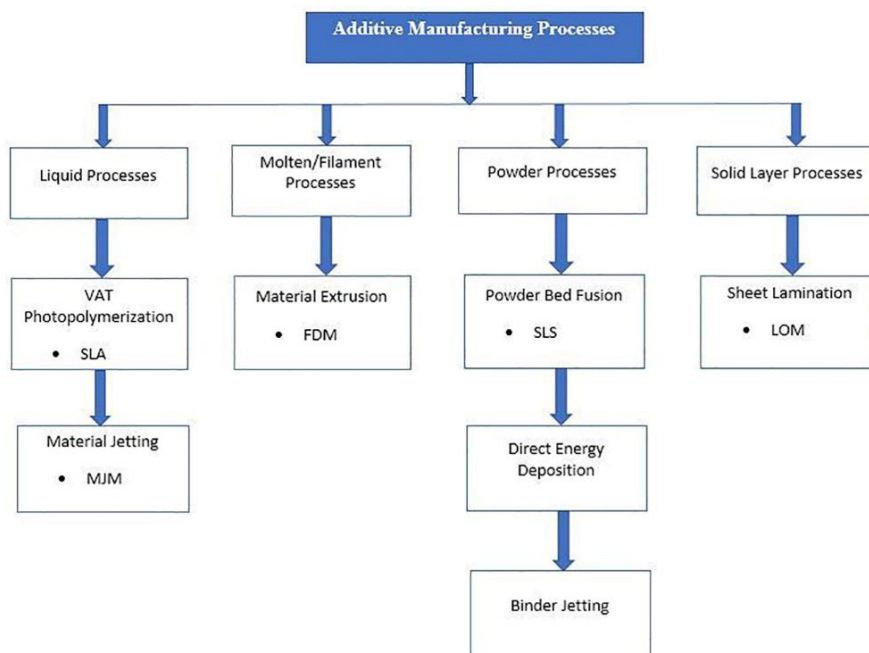 Additive Manufacturing Processes
Liquid Processes
Molten/Filament
Processes
Powder Processes
Solid Layer Processes
VAT
Photopolymerization
• SLA
Material Extrusion
• FDM
Powder Bed Fusion
• SLS
Sheet Lamination
• LOM
Material Jetting
• MJM
Direct Energy
Deposition
Binder Jetting